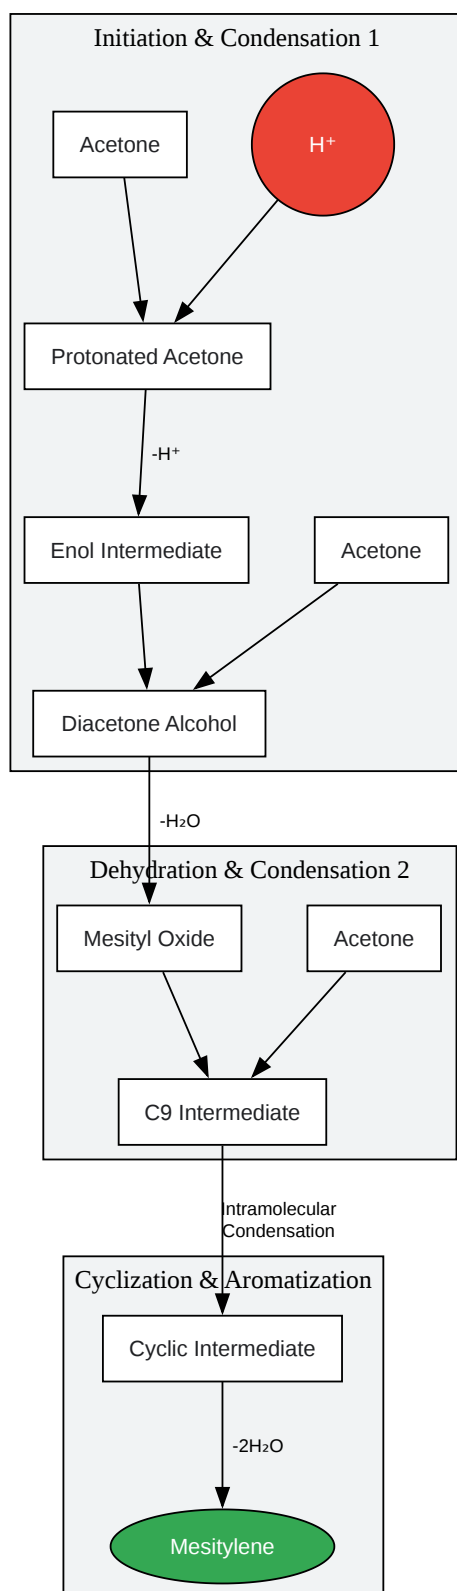 Initiation & Condensation 1
Acetone
H⁺
Protonated Acetone
-H⁺
Enol Intermediate
Acetone
Diacetone Alcohol
-H₂O
Dehydration & Condensation 2
Mesityl Oxide
Acetone
C9 Intermediate
Intramolecular
Condensation
Cyclization & Aromatization
Cyclic Intermediate
-2H₂O
Mesitylene